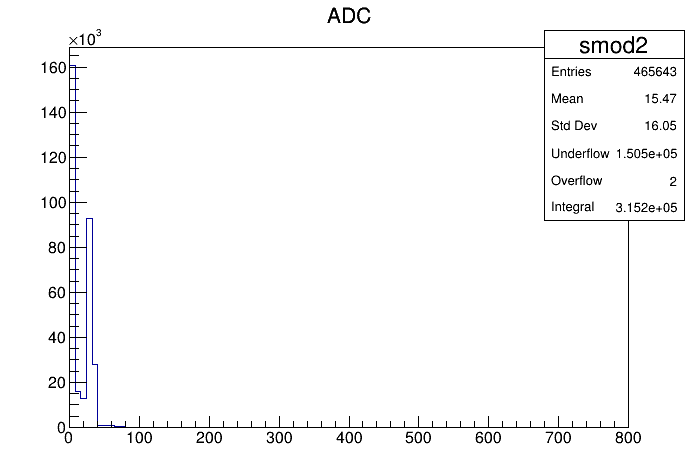 ADC
×10³
smod2
Entries 465643
Mean 15.47
Std Dev 16.05
Underflow 1.505e+05
Overflow 2
Integral 3.152e+05
160
140
120
100
80
60
40
20
0
0 100 200 300 400 500 600 700 800